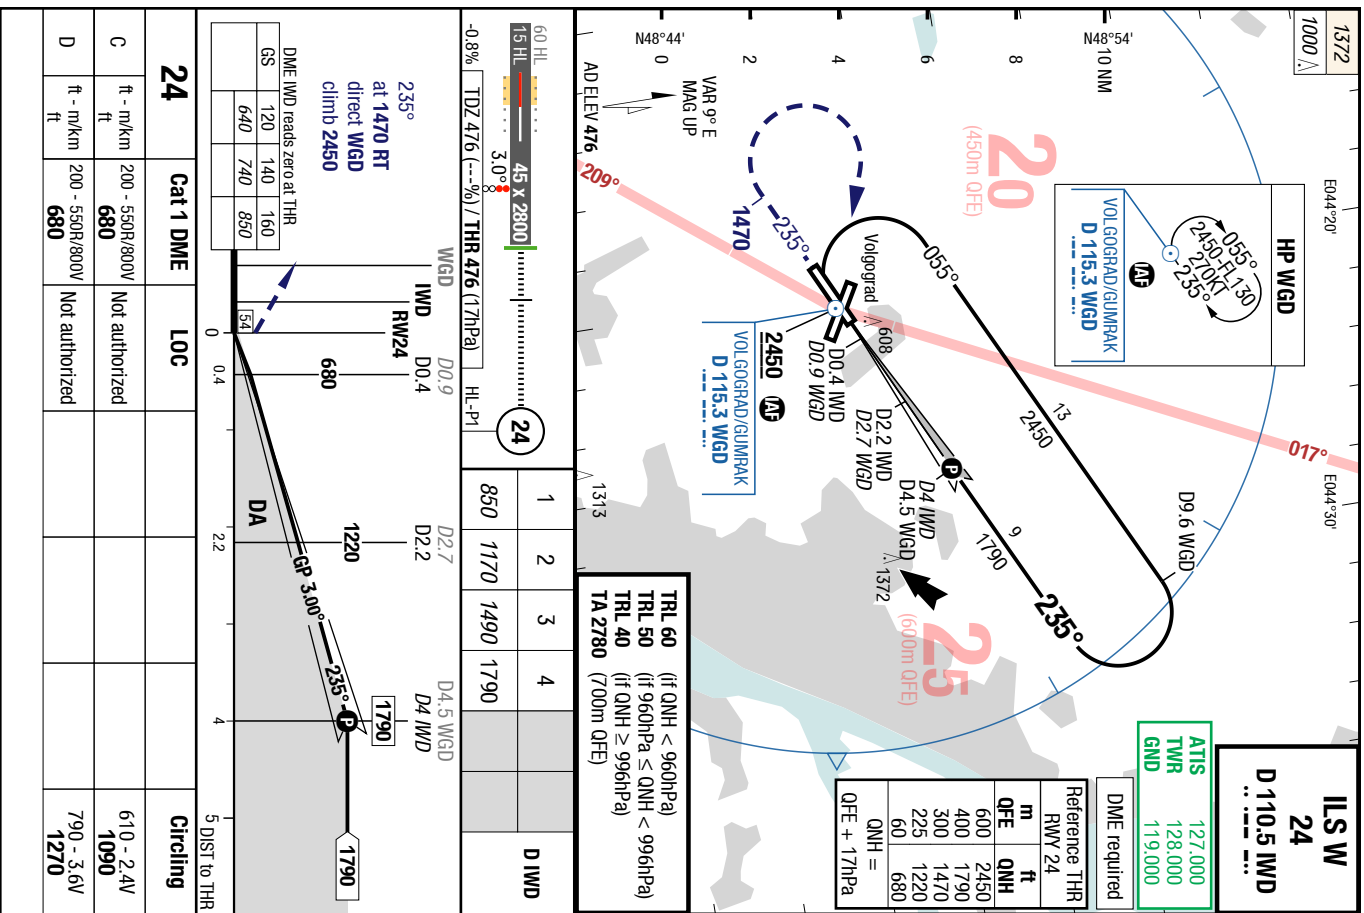 ILS W
24
D 110.5 IWD
.. .-- -..
ATIS 127.000
TWR 128.000
GND 119.000
DME required
Reference THR
RWY 24
m ft
QFE QNH
600 2450
400 1790
300 1470
225 1220
60 680
QNH =
QFE + 17hPa
1372
1000
HP WGD
055°
2450-FL130
270KT
235°
IAF
VOLGOGRAD/GUMRAK
D 115.3 WGD
.-- --. -..
E044°20'
E044°30'
N48°54'
N48°44'
10 NM
8
6
4
2
0
20
(450m QFE)
25
(600m QFE)
017°
209°
VAR 9° E
MAG UP
AD ELEV 476
055°
13
2450
D9.6 WGD
235°
9
1790
D4 IWD
D4.5 WGD
P
1372
D2.2 IWD
D2.7 WGD
D0.4 IWD
D0.9 WGD
608
Volgograd
235°
1470
2450 IAF
VOLGOGRAD/GUMRAK
D 115.3 WGD
.-- --. -..
1313
TRL 60 (if QNH < 960hPa)
TRL 50 (if 960hPa ≤ QNH < 996hPa)
TRL 40 (if QNH ≥ 996hPa)
TA 2780 (700m QFE)
60 HL
15 HL
45 x 2800
3.0°
24
HL-P1
-0.8%
TDZ 476 (---%) / THR 476 (17hPa)
1 2 3 4 D IWD
850 1170 1490 1790
235°
at 1470 RT
direct WGD
climb 2450
DME IWD reads zero at THR
GS 120 140 160
640 740 850
WGD
IWD
RW24
D0.9
D0.4
D2.7
D2.2
D4.5 WGD
D4 IWD
680
1220
1790
1790
54
GP 3.00°
235°
P
DA
0 0.4 2.2 4 5 DIST to THR
24 Cat 1 DME LOC Circling
C ft - m/km 200 - 550R/800V Not authorized 610 - 2.4V
ft 680 1090
D ft - m/km 200 - 550R/800V Not authorized 790 - 3.6V
ft 680 1270